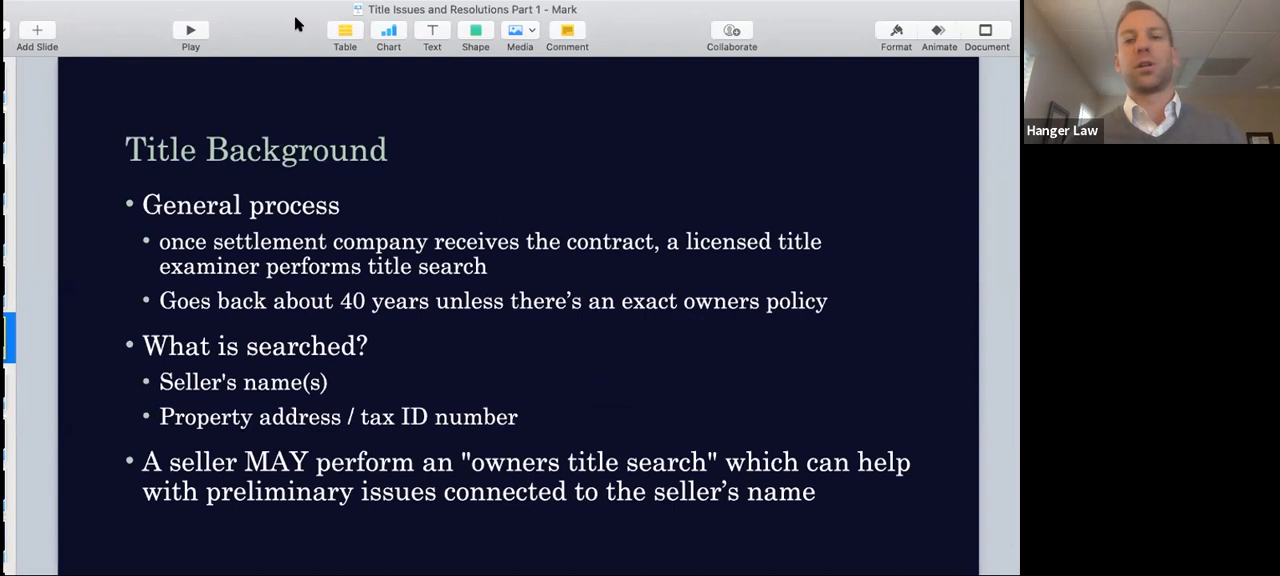 Title Issues and Resolutions Part 1 - Mark
Add Slide
Play
Table
Chart
Text
Shape
Media
Comment
Collaborate
Format
Animate
Document
Hanger Law
Title Background
• General process
• once settlement company receives the contract, a licensed title
examiner performs title search
• Goes back about 40 years unless there’s an exact owners policy
• What is searched?
• Seller's name(s)
• Property address / tax ID number
• A seller MAY perform an "owners title search" which can help
with preliminary issues connected to the seller’s name